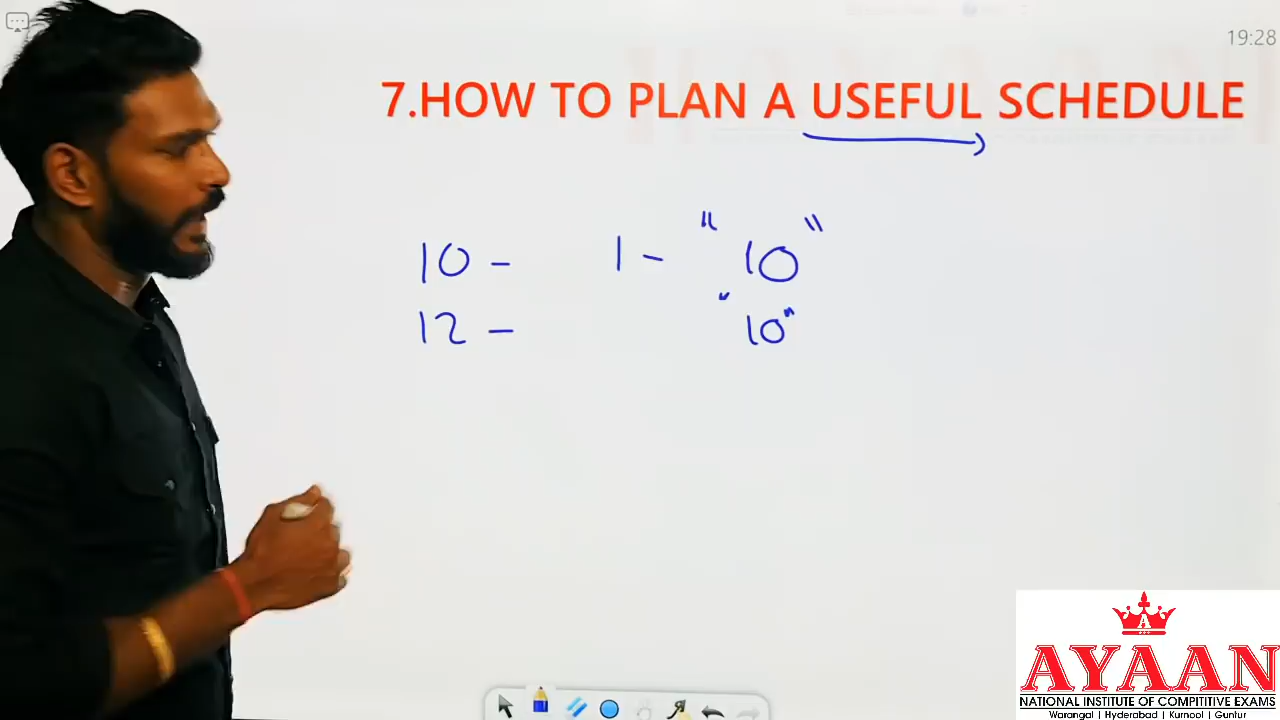 19:28
7.HOW TO PLAN A USEFUL SCHEDULE
10 - 1 - " 10 "
12 - " 10 "
AYAAN
NATIONAL INSTITUTE OF COMPITITIVE EXAMS
Warangal | Hyderabad | Kurnool | Guntur